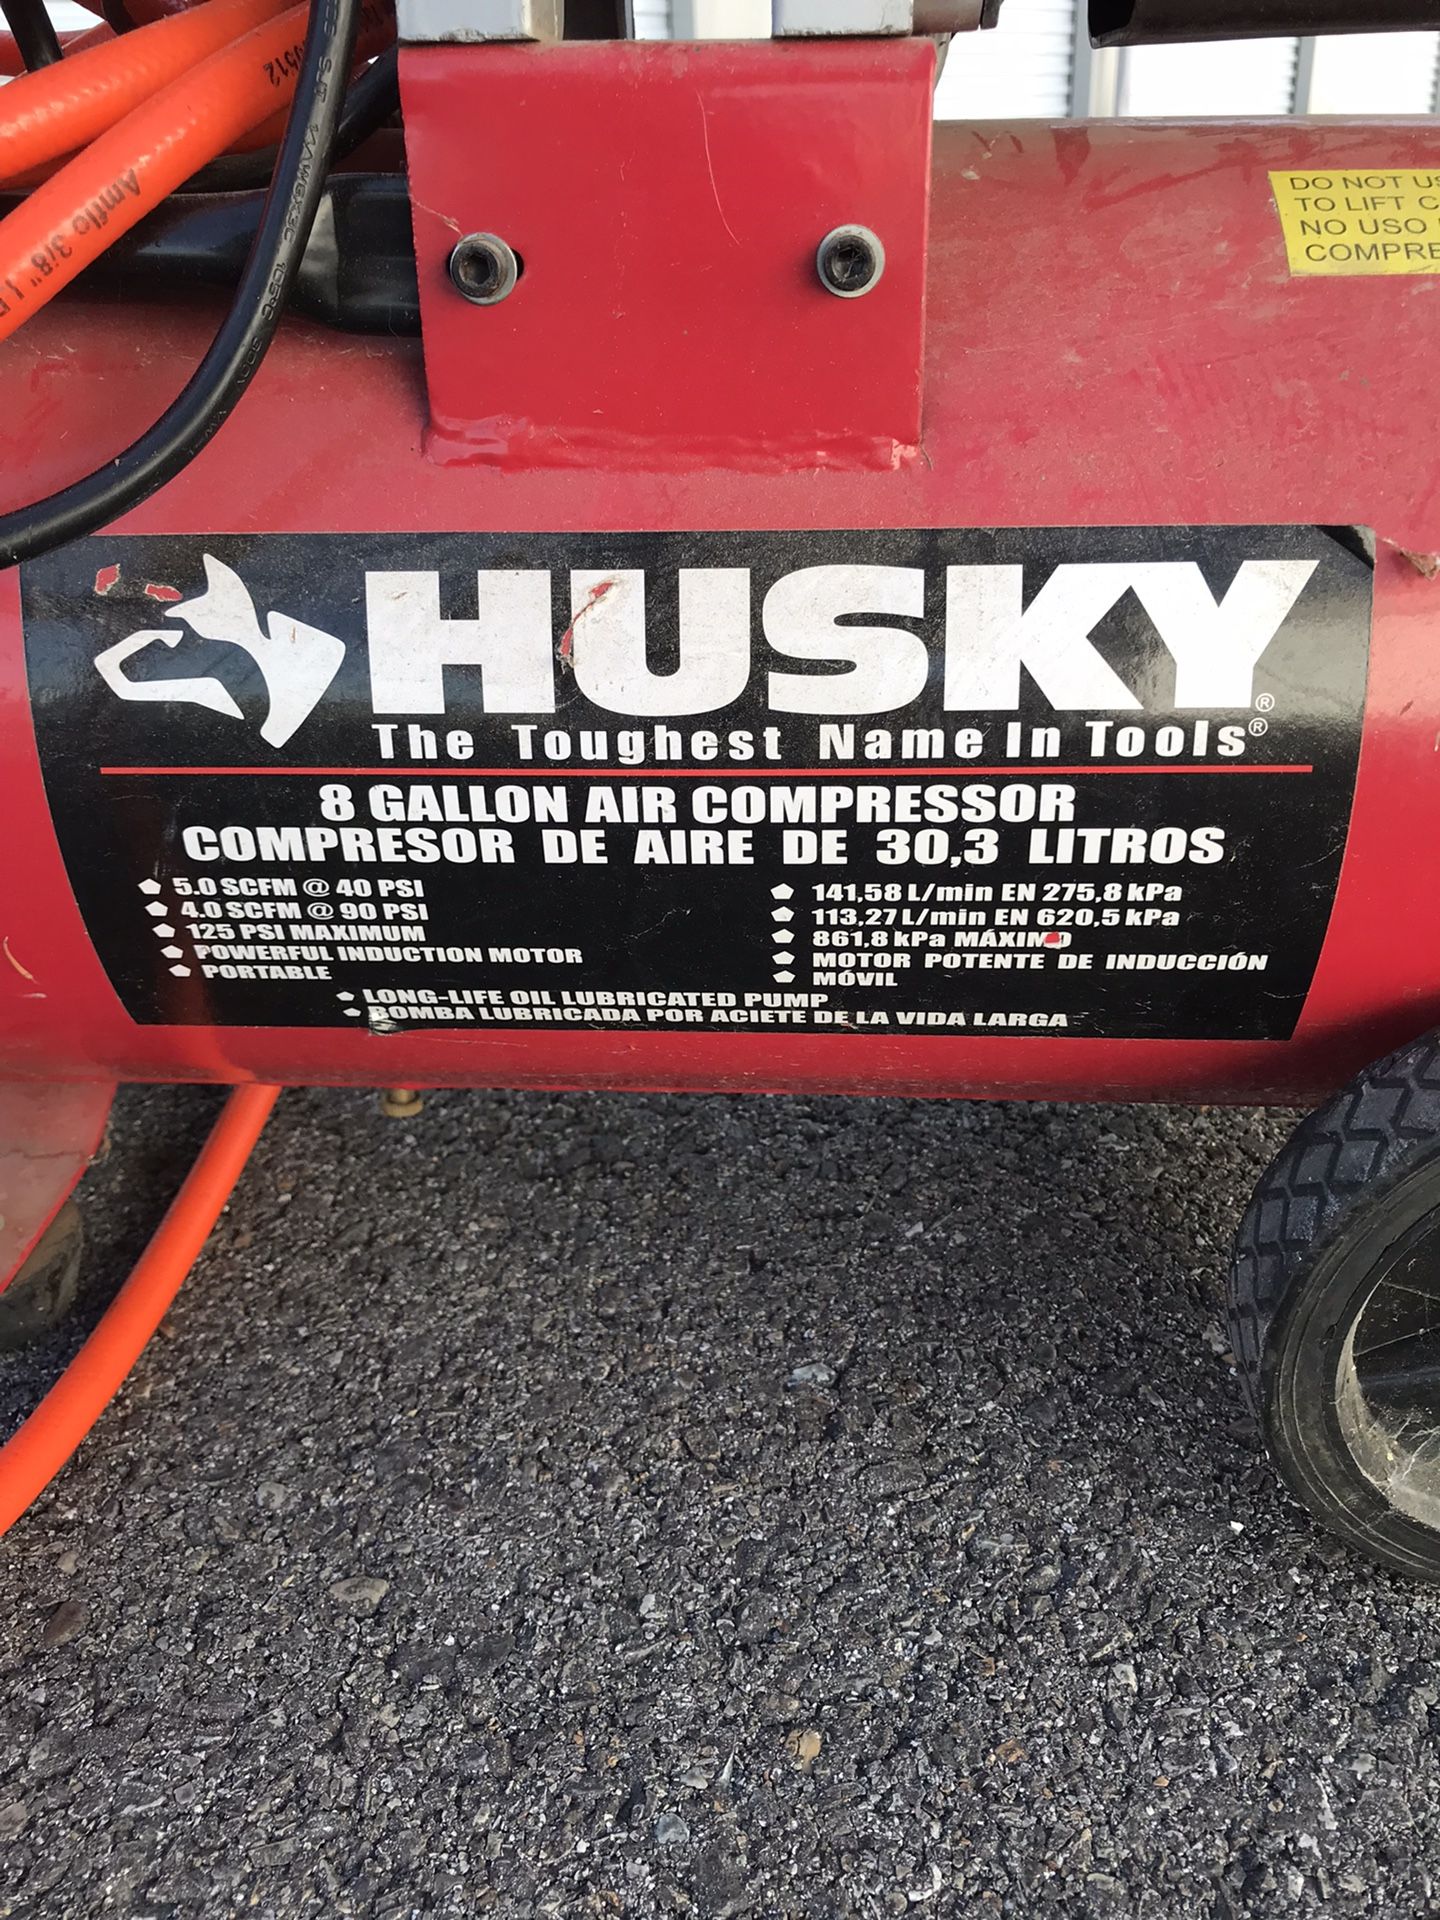 Amflo 3/8"
DO NOT
TO LIFT
NO USO
COMPRE
HUSKY®
The Toughest Name In Tools®
8 GALLON AIR COMPRESSOR
COMPRESOR DE AIRE DE 30,3 LITROS
5.0 SCFM @ 40 PSI
4.0 SCFM @ 90 PSI
125 PSI MAXIMUM
POWERFUL INDUCTION MOTOR
PORTABLE
141,58 L/min EN 275,8 kPa
113,27 L/min EN 620,5 kPa
861,8 kPa MÁXIMO
MOTOR POTENTE DE INDUCCIÓN
MÓVIL
LONG-LIFE OIL LUBRICATED PUMP
BOMBA LUBRICADA POR ACIETE DE LA VIDA LARGA